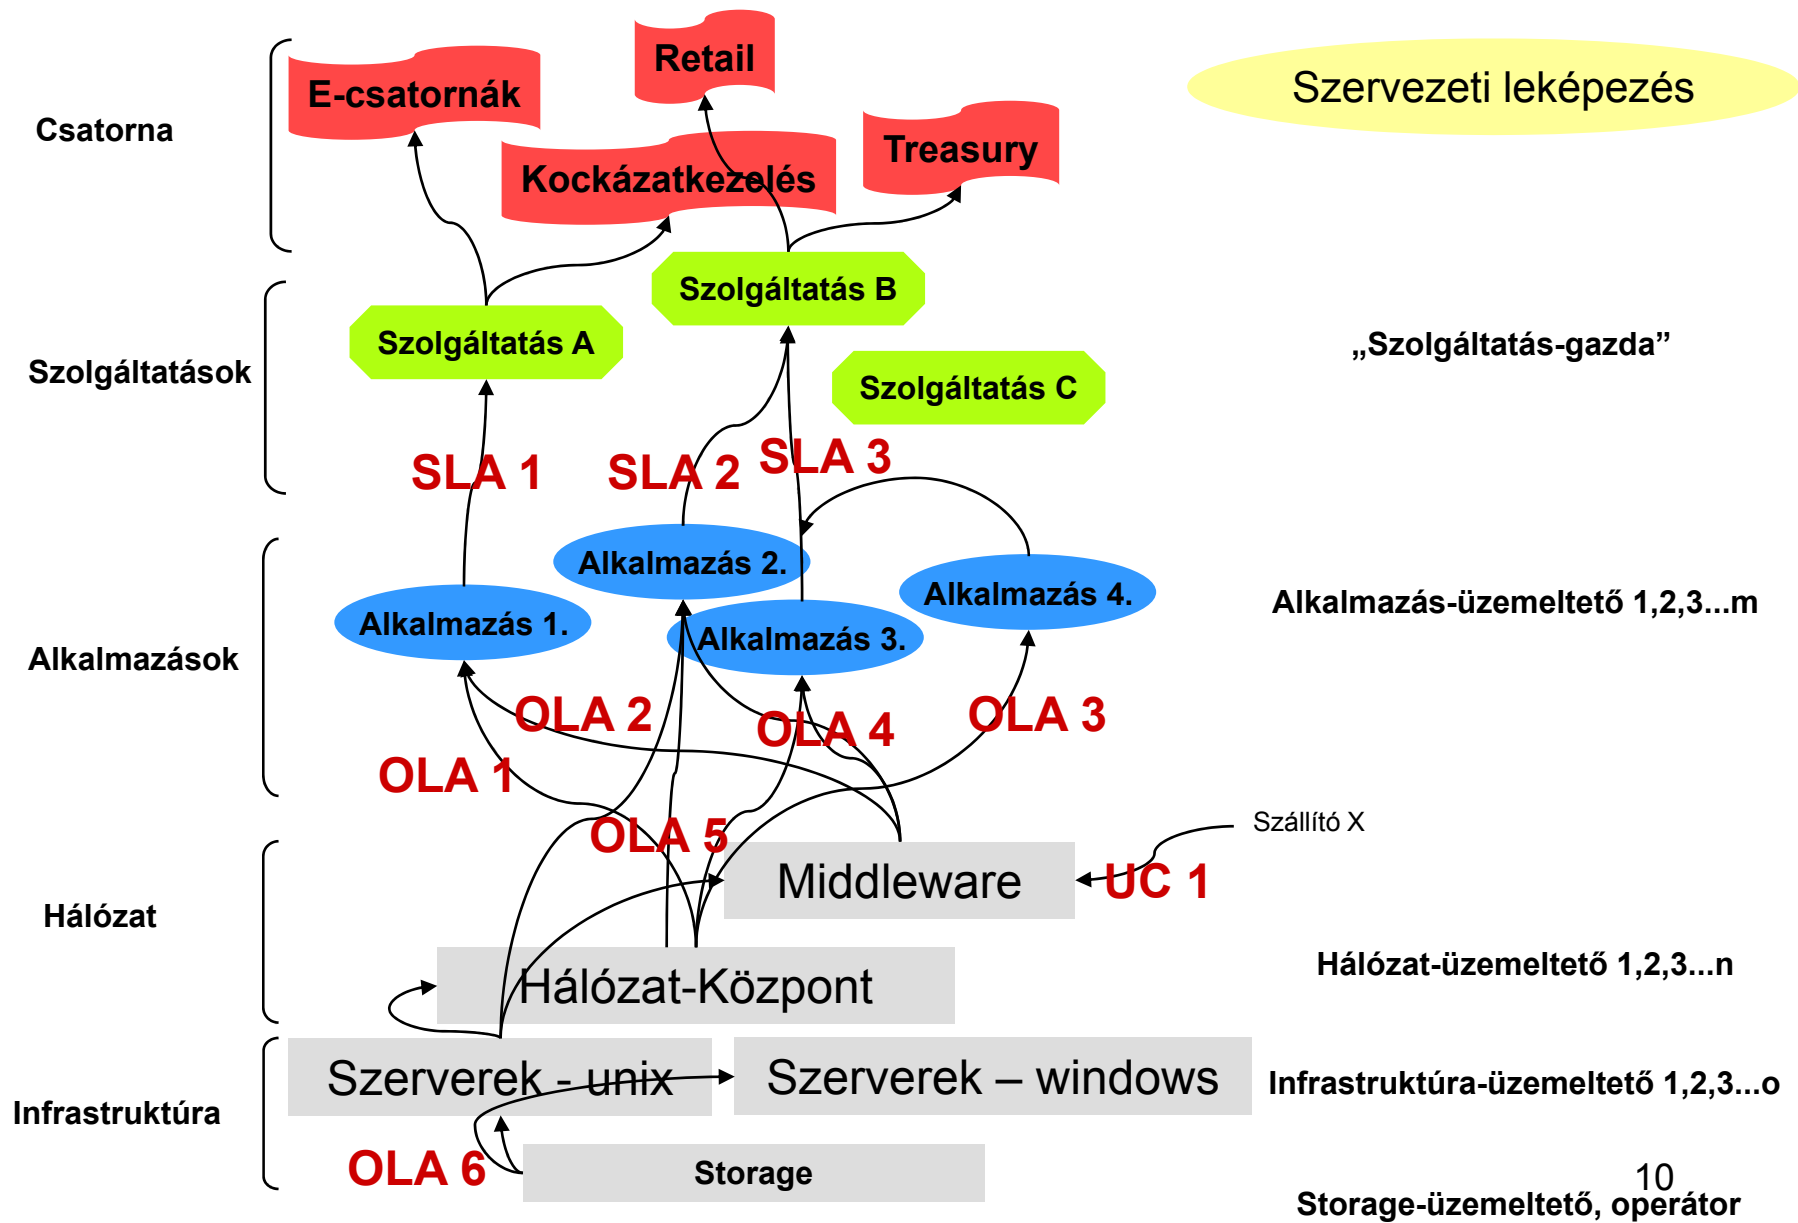 Retail
E-csatornák
Szervezeti leképezés
Csatorna
Treasury
Kockázatkezelés
Szolgáltatás B
Szolgáltatás A
„Szolgáltatás-gazda”
Szolgáltatások
Szolgáltatás C
SLA 1
SLA 2
SLA 3
Alkalmazás 2.
Alkalmazás 4.
Alkalmazás-üzemeltető 1,2,3...m
Alkalmazás 1.
Alkalmazás 3.
Alkalmazások
OLA 2
OLA 4
OLA 3
OLA 1
OLA 5
Szállító X
Middleware
UC 1
Hálózat
Hálózat-üzemeltető 1,2,3...n
Hálózat-Központ
Szerverek - unix
Szerverek – windows
Infrastruktúra-üzemeltető 1,2,3...o
Infrastruktúra
OLA 6
Storage
10
Storage-üzemeltető, operátor